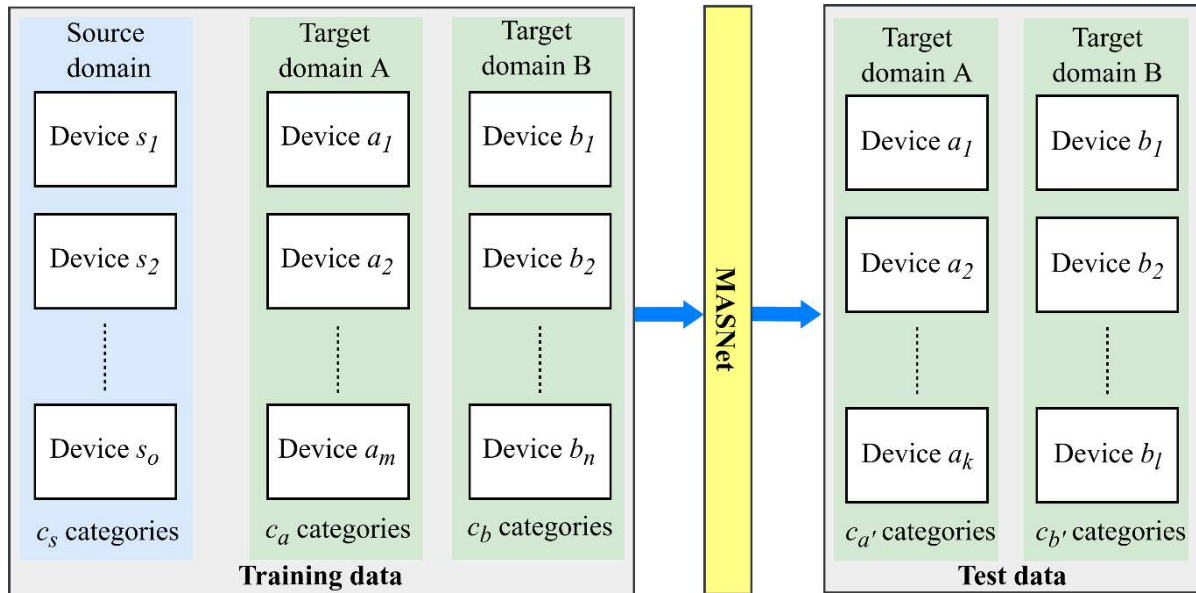 Source
domain
Device s1
Device s2
Device so
cs categories
Target
domain A
Device a1
Device a2
Device am
ca categories
Target
domain B
Device b1
Device b2
Device bn
cb categories
Training data
MASNet
Target
domain A
Device a1
Device a2
Device ak
ca′ categories
Target
domain B
Device b1
Device b2
Device bl
cb′ categories
Test data